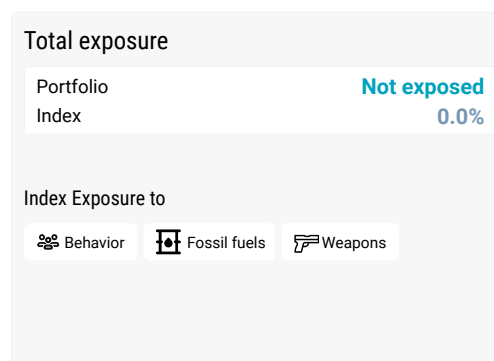 Total exposure
Portfolio Not exposed
Index 0.0%
Index Exposure to
Behavior Fossil fuels Weapons